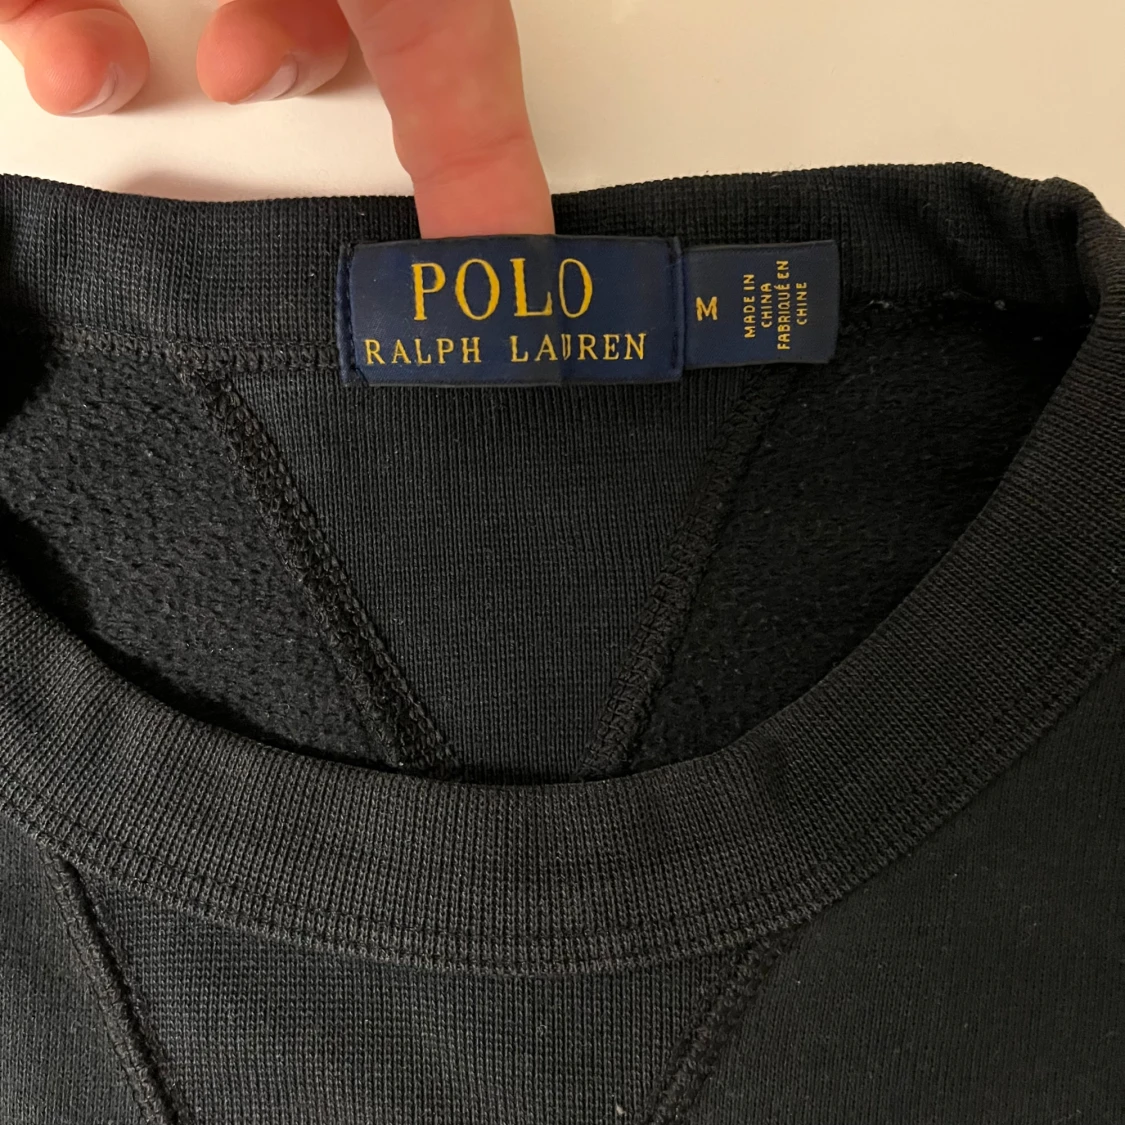 POLO
RALPH LAUREN
M
MADE IN
CHINA
FABRIQUÉ EN
CHINE